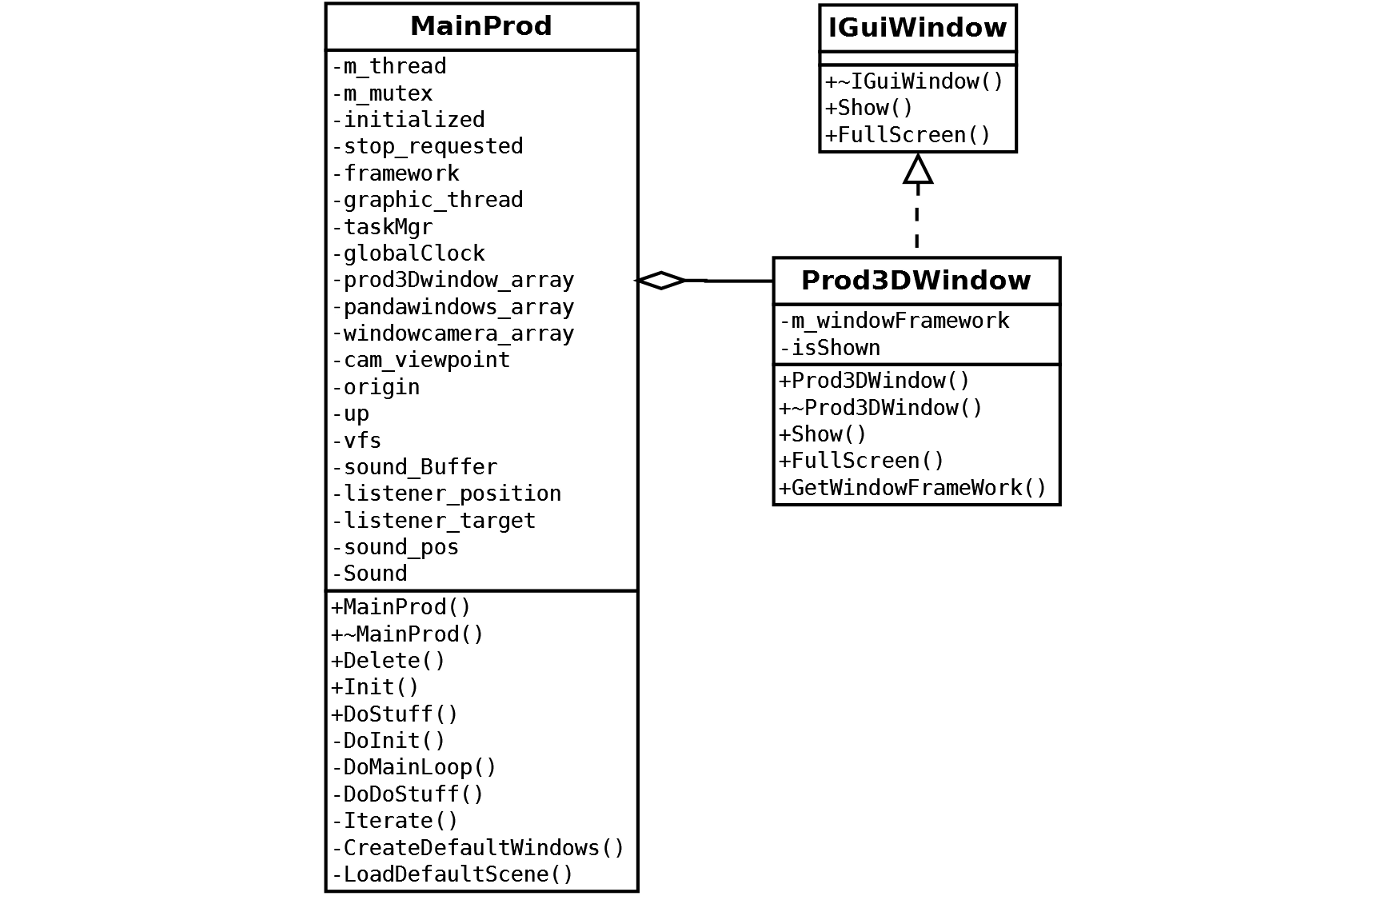 MainProd
-m_thread
-m_mutex
-initialized
-stop_requested
-framework
-graphic_thread
-taskMgr
-globalClock
-prod3Dwindow_array
-pandawindows_array
-windowcamera_array
-cam_viewpoint
-origin
-up
-vfs
-sound_Buffer
-listener_position
-listener_target
-sound_pos
-Sound
+MainProd()
+~MainProd()
+Delete()
+Init()
+DoStuff()
-DoInit()
-DoMainLoop()
-DoDoStuff()
-Iterate()
-CreateDefaultWindows()
-LoadDefaultScene()
IGuiWindow
+~IGuiWindow()
+Show()
+FullScreen()
Prod3DWindow
-m_windowFramework
-isShown
+Prod3DWindow()
+~Prod3DWindow()
+Show()
+FullScreen()
+GetWindowFrameWork()